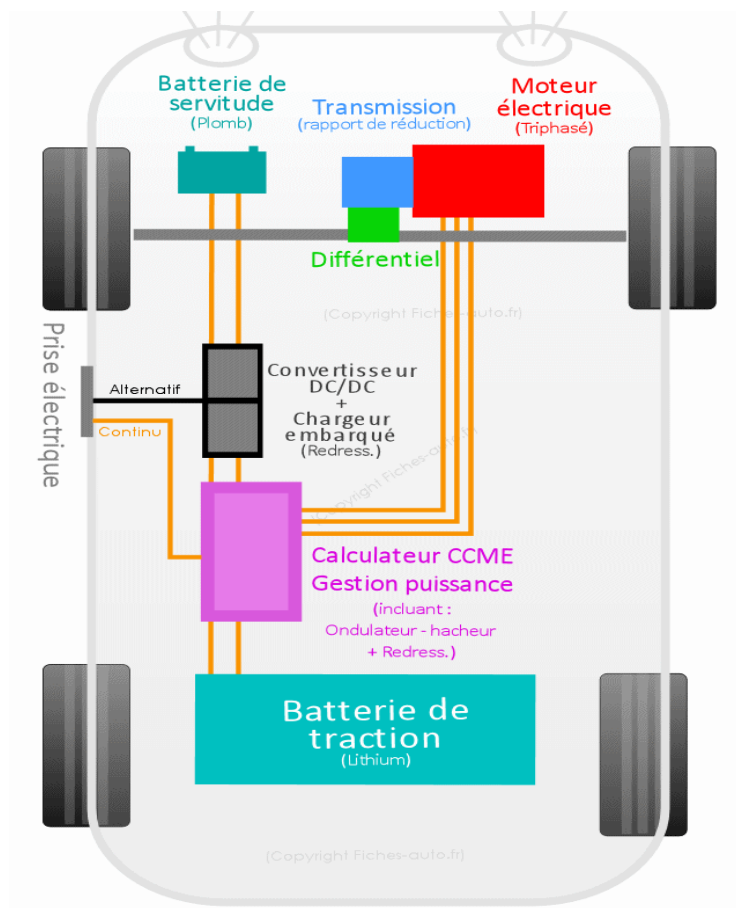 Batterie de
servitude
(Plomb)
Transmission
(rapport de réduction)
Moteur
électrique
(Triphasé)
Différentiel
(Copyright Fiches-auto.fr)
Prise électrique
Alternatif
Continu
Convertisseur
DC/DC
+
Chargeur
embarqué
(Redress.)
(Copyright Fiches-auto.fr)
Calculateur CCME
Gestion puissance
(incluant :
Ondulateur - hacheur
+ Redress.)
Batterie de
traction
(Lithium)
(Copyright Fiches-auto.fr)